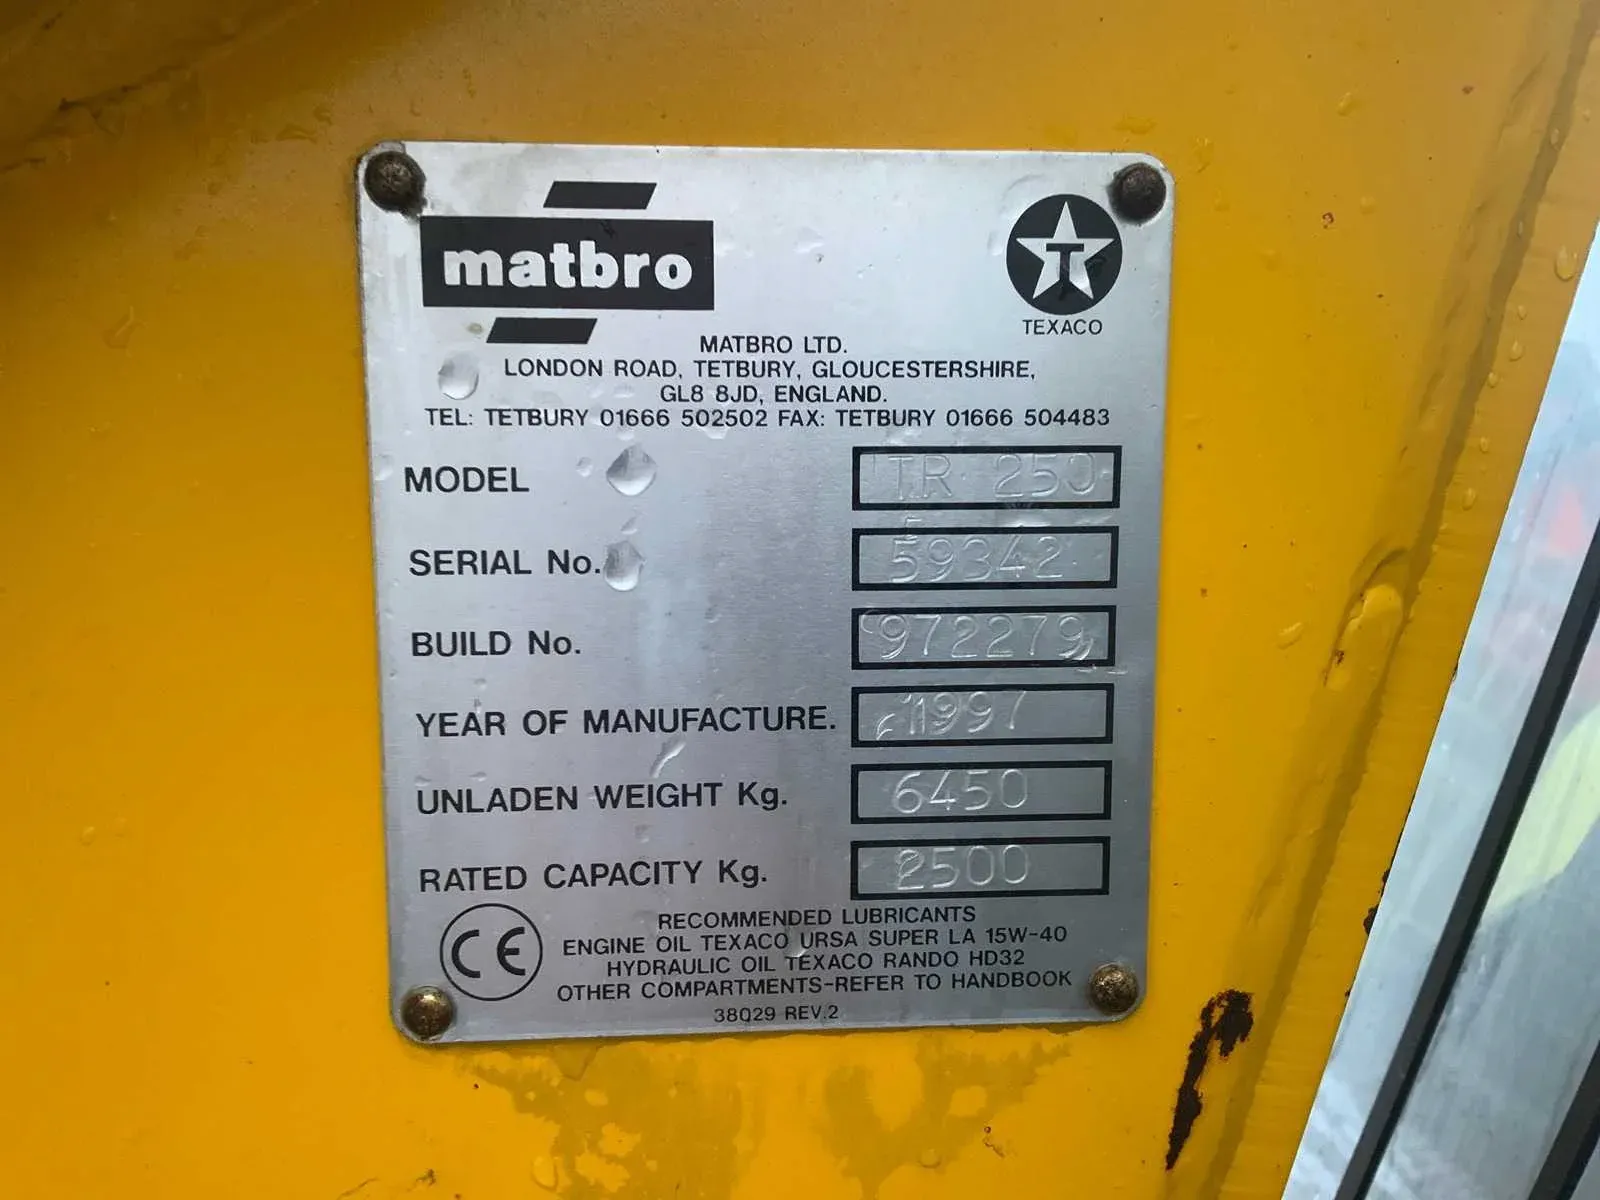 matbro
TEXACO
MATBRO LTD.
LONDON ROAD, TETBURY, GLOUCESTERSHIRE,
GL8 8JD, ENGLAND.
TEL: TETBURY 01666 502502 FAX: TETBURY 01666 504483
MODEL TR 250
SERIAL No. 59342
BUILD No. 972279
YEAR OF MANUFACTURE. 1997
UNLADEN WEIGHT Kg. 6450
RATED CAPACITY Kg. 2500
CE
RECOMMENDED LUBRICANTS
ENGINE OIL TEXACO URSA SUPER LA 15W-40
HYDRAULIC OIL TEXACO RANDO HD32
OTHER COMPARTMENTS-REFER TO HANDBOOK
38029 REV.2